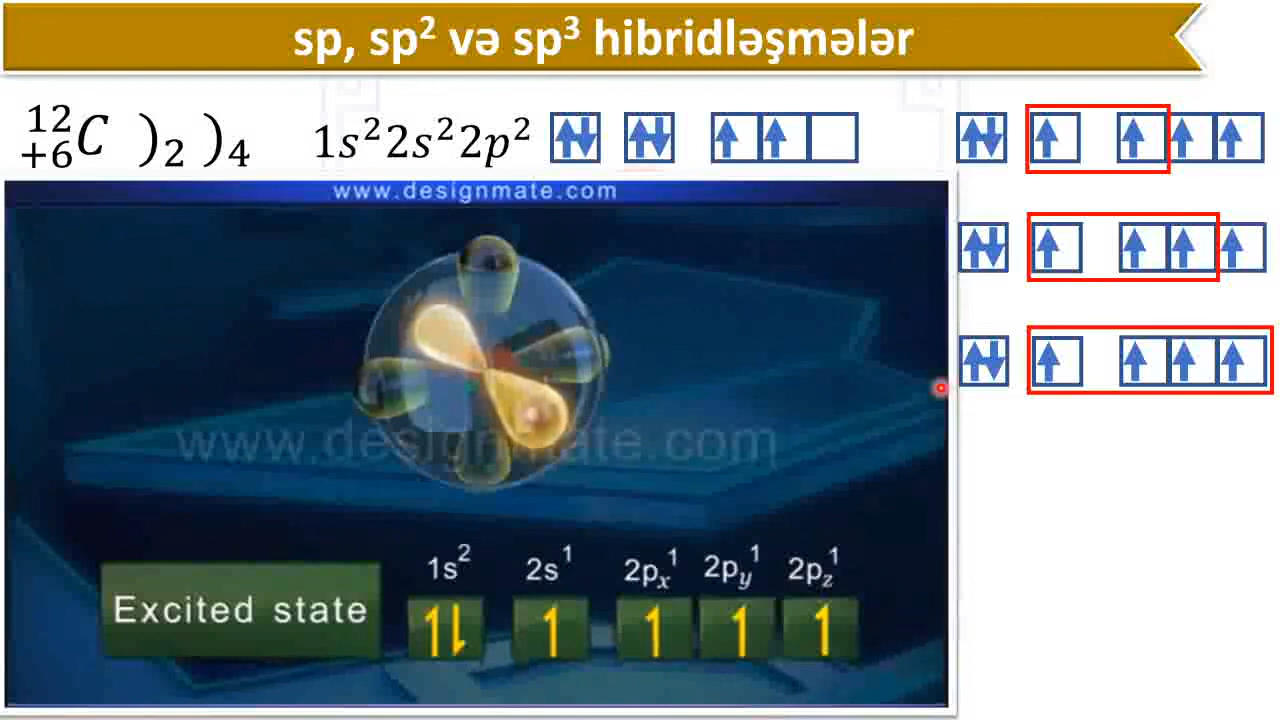 sp, sp² və sp³ hibridləşmələr
¹²₊₆C )₂ )₄ 1s²2s²2p²
www.designmate.com
www.designmate.com
1s² 2s¹ 2pₓ¹ 2p_y¹ 2p_z¹
Excited state